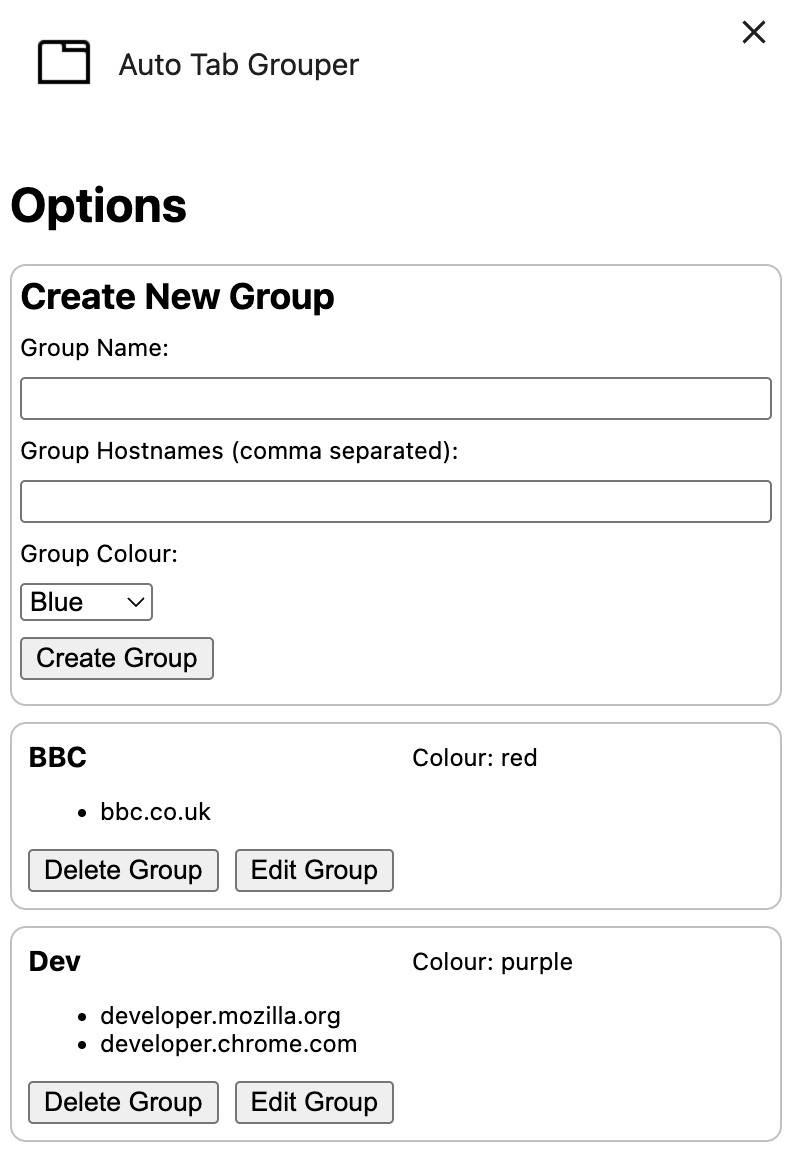 Auto Tab Grouper
Options
Create New Group
Group Name:
Group Hostnames (comma separated):
Group Colour:
Blue
Create Group
BBC
Colour: red
• bbc.co.uk
Delete Group
Edit Group
Dev
Colour: purple
• developer.mozilla.org
• developer.chrome.com
Delete Group
Edit Group